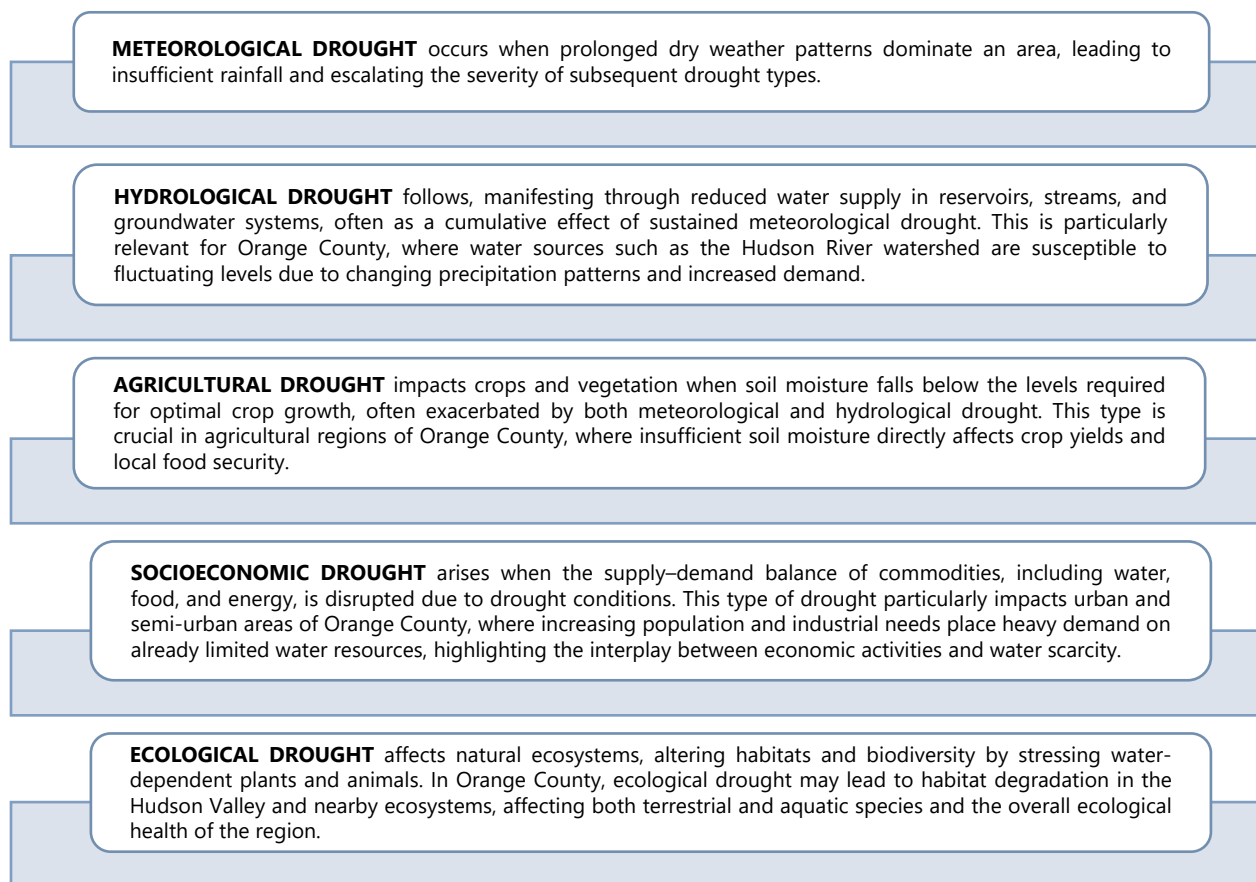 METEOROLOGICAL DROUGHT occurs when prolonged dry weather patterns dominate an area, leading to
insufficient rainfall and escalating the severity of subsequent drought types.
HYDROLOGICAL DROUGHT follows, manifesting through reduced water supply in reservoirs, streams, and
groundwater systems, often as a cumulative effect of sustained meteorological drought. This is particularly
relevant for Orange County, where water sources such as the Hudson River watershed are susceptible to
fluctuating levels due to changing precipitation patterns and increased demand.
AGRICULTURAL DROUGHT impacts crops and vegetation when soil moisture falls below the levels required
for optimal crop growth, often exacerbated by both meteorological and hydrological drought. This type is
crucial in agricultural regions of Orange County, where insufficient soil moisture directly affects crop yields and
local food security.
SOCIOECONOMIC DROUGHT arises when the supply–demand balance of commodities, including water,
food, and energy, is disrupted due to drought conditions. This type of drought particularly impacts urban and
semi-urban areas of Orange County, where increasing population and industrial needs place heavy demand on
already limited water resources, highlighting the interplay between economic activities and water scarcity.
ECOLOGICAL DROUGHT affects natural ecosystems, altering habitats and biodiversity by stressing water-
dependent plants and animals. In Orange County, ecological drought may lead to habitat degradation in the
Hudson Valley and nearby ecosystems, affecting both terrestrial and aquatic species and the overall ecological
health of the region.